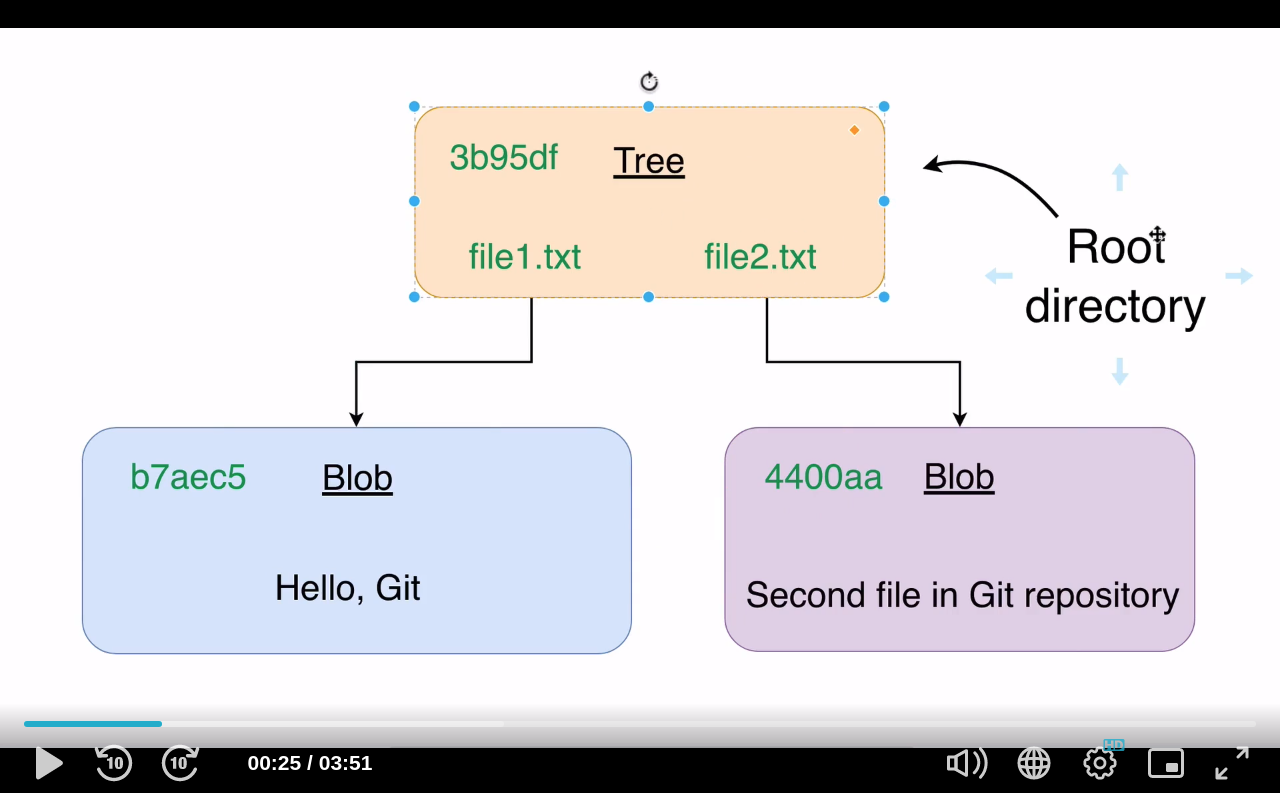 3b95df Tree
file1.txt file2.txt
Root
directory
b7aec5 Blob
Hello, Git
4400aa Blob
Second file in Git repository
10 10 00:25 / 03:51 HD